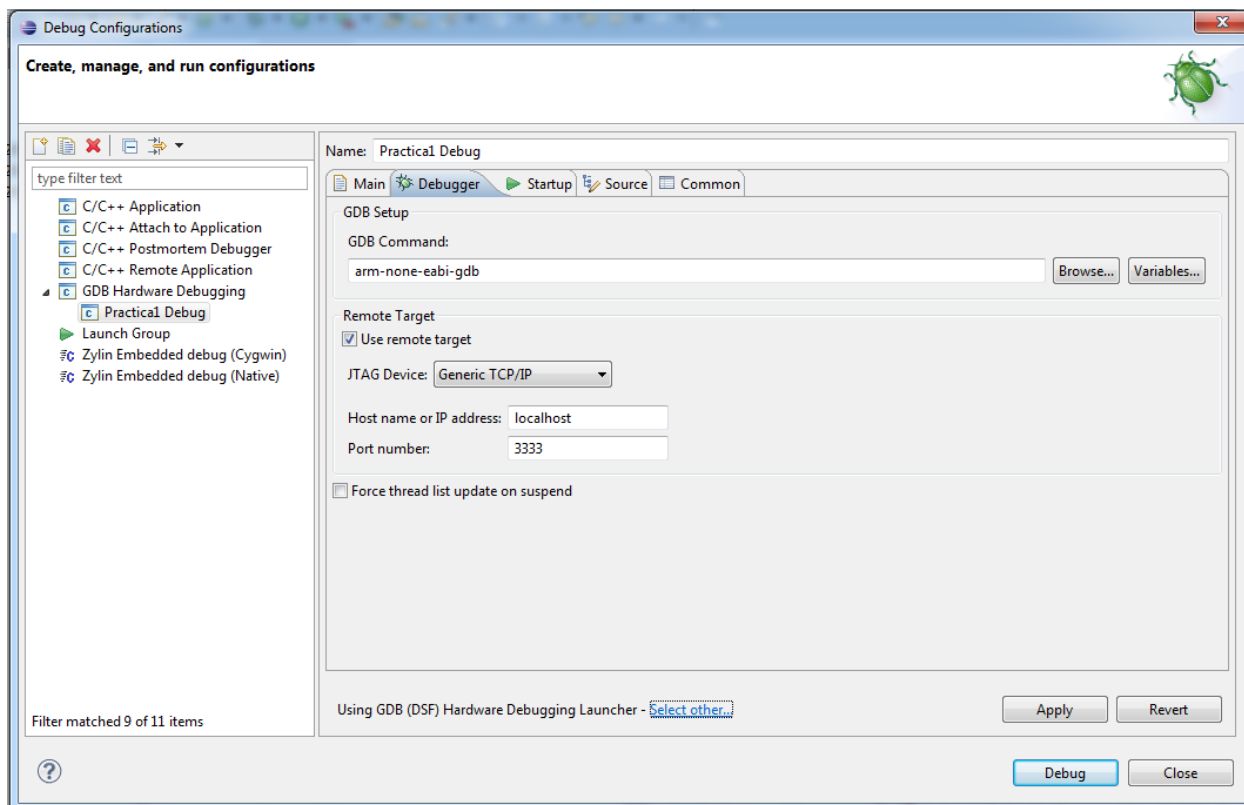 Debug Configurations
Create, manage, and run configurations
type filter text
C/C++ Application
C/C++ Attach to Application
C/C++ Postmortem Debugger
C/C++ Remote Application
GDB Hardware Debugging
Practica1 Debug
Launch Group
Zylin Embedded debug (Cygwin)
Zylin Embedded debug (Native)
Filter matched 9 of 11 items
Name: Practica1 Debug
Main Debugger Startup Source Common
GDB Setup
GDB Command:
arm-none-eabi-gdb Browse... Variables...
Remote Target
Use remote target
JTAG Device: Generic TCP/IP
Host name or IP address: localhost
Port number: 3333
Force thread list update on suspend
Using GDB (DSF) Hardware Debugging Launcher - Select other... Apply Revert
Debug Close